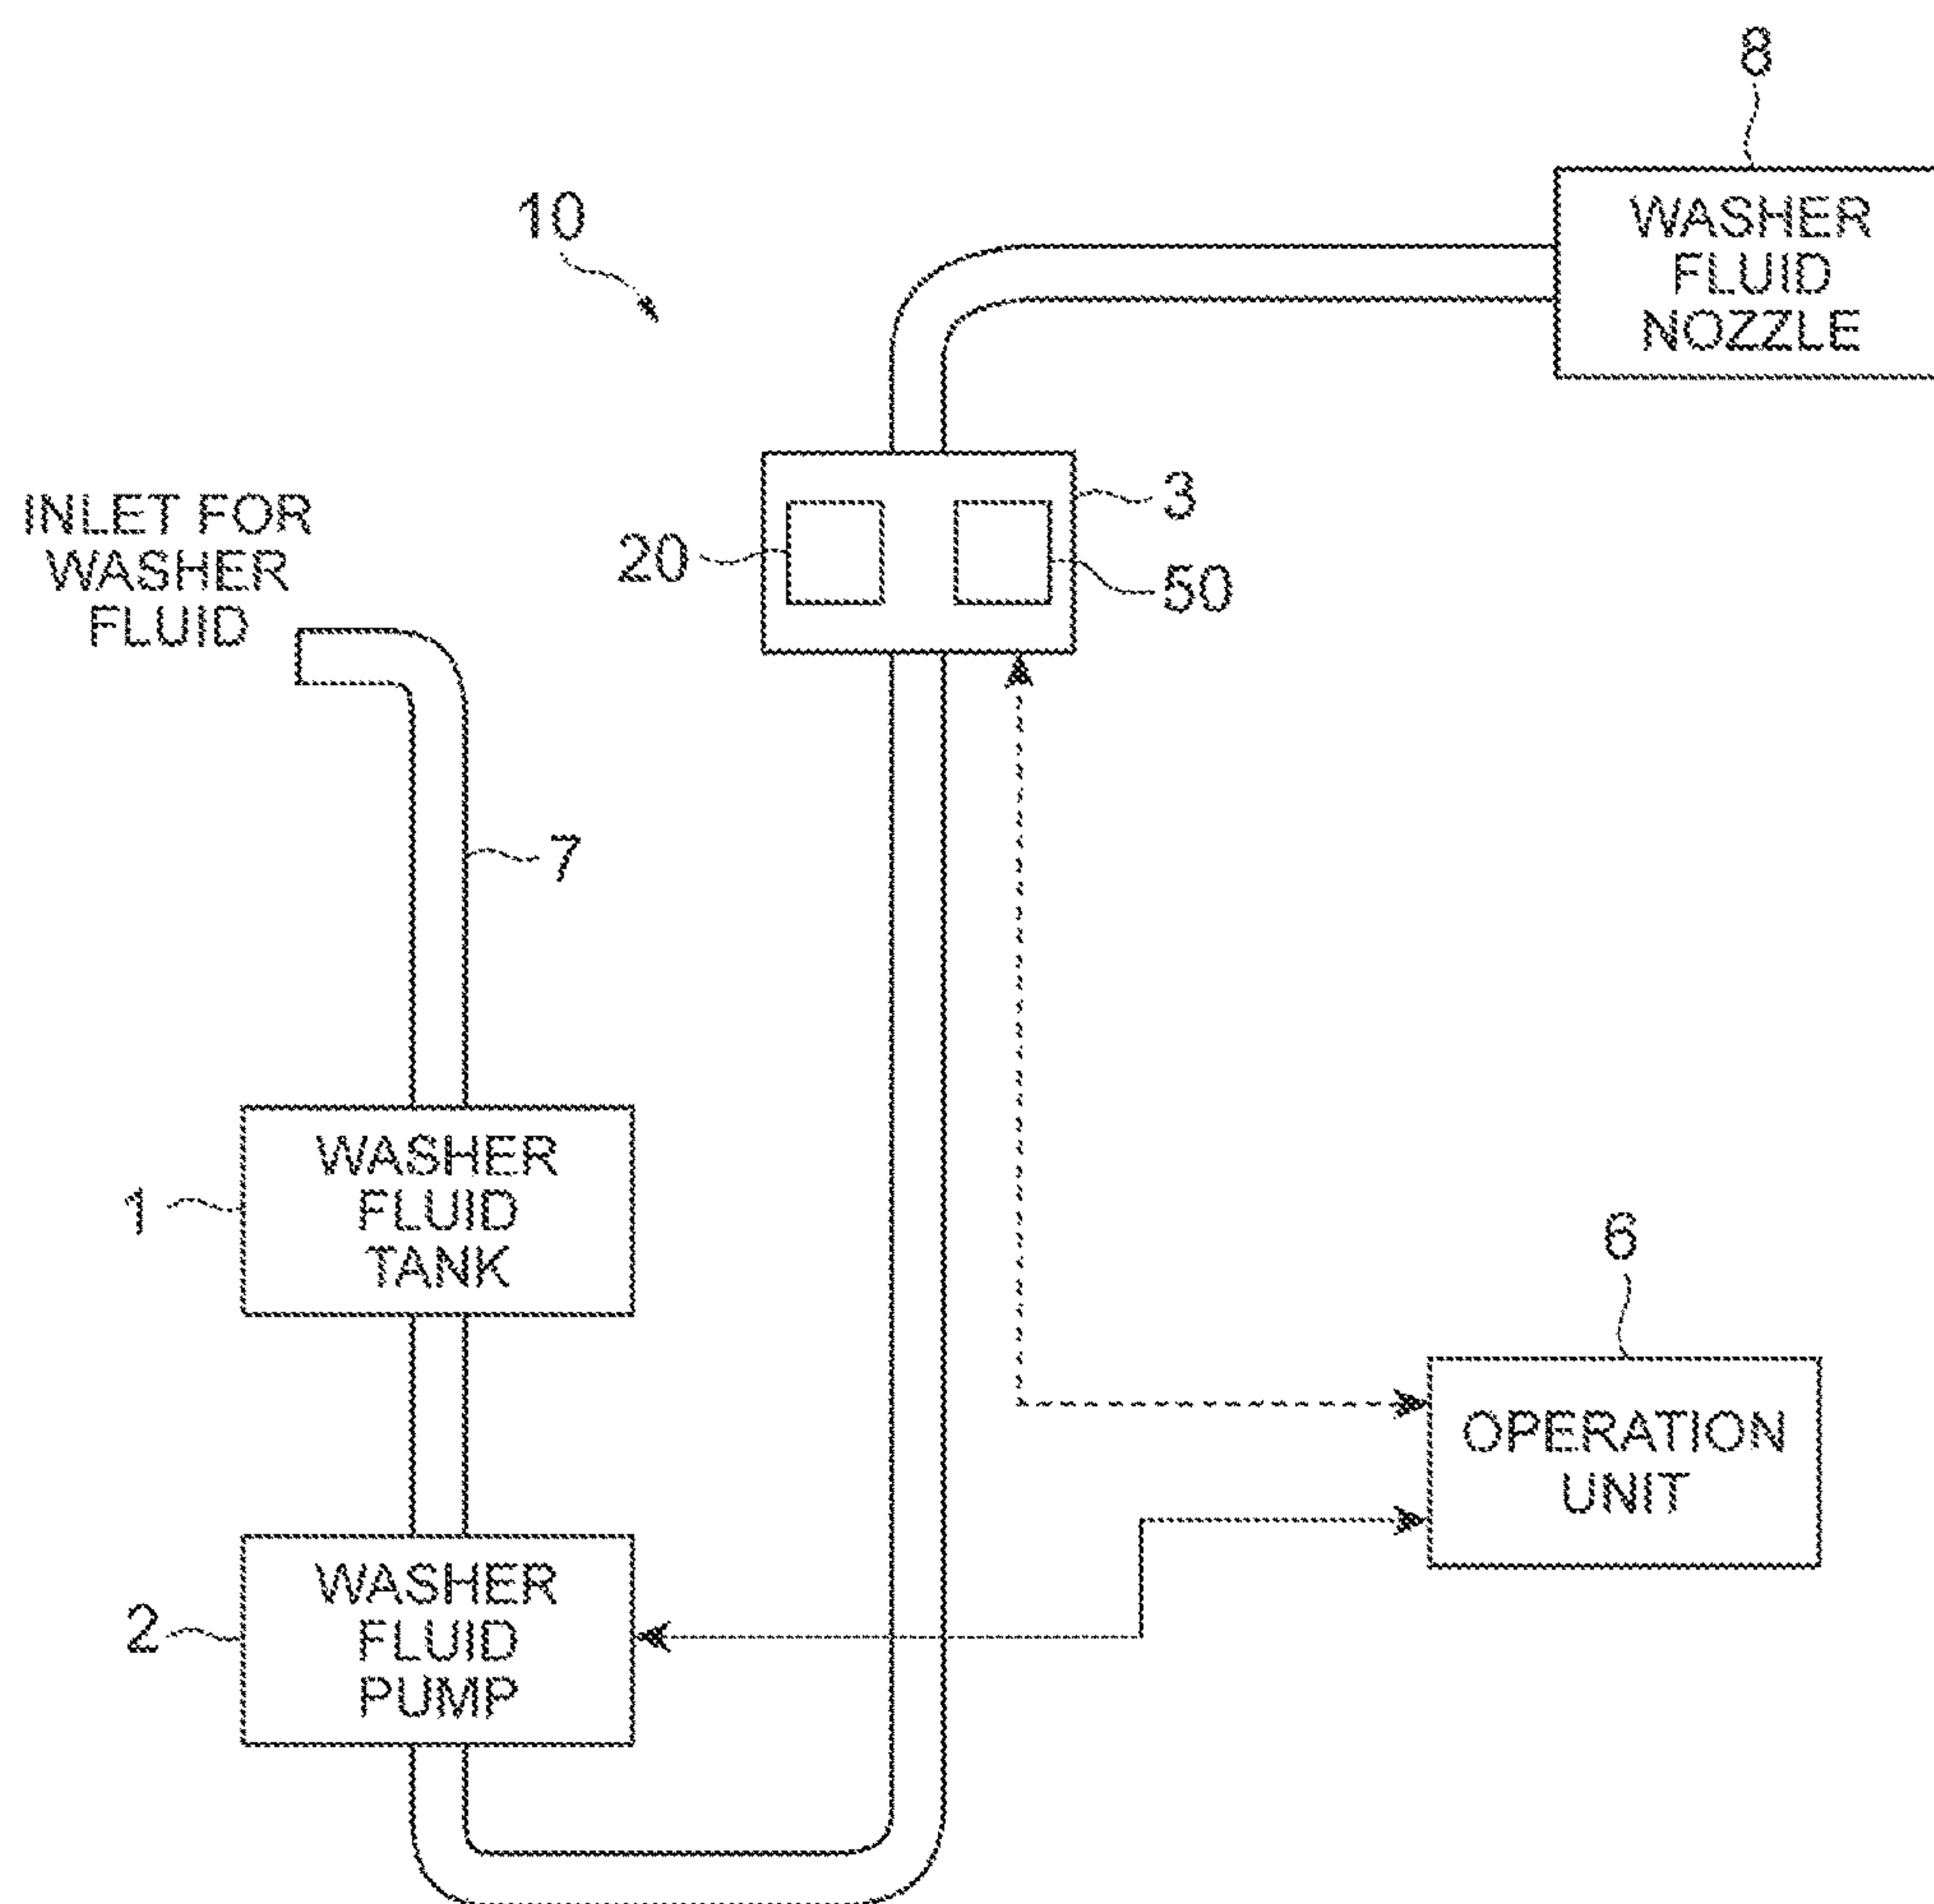 8
WASHER
FLUID
NOZZLE
10
3
20
50
INLET FOR
WASHER
FLUID
7
WASHER
FLUID
TANK
1
6
OPERATION
UNIT
WASHER
FLUID
PUMP
2